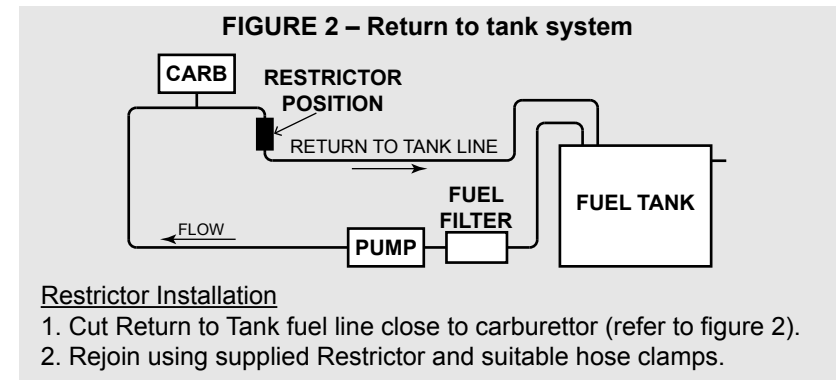 FIGURE 2 – Return to tank system
CARB
RESTRICTOR
POSITION
RETURN TO TANK LINE
FUEL
FILTER
FUEL TANK
FLOW
PUMP
Restrictor Installation
1. Cut Return to Tank fuel line close to carburettor (refer to figure 2).
2. Rejoin using supplied Restrictor and suitable hose clamps.